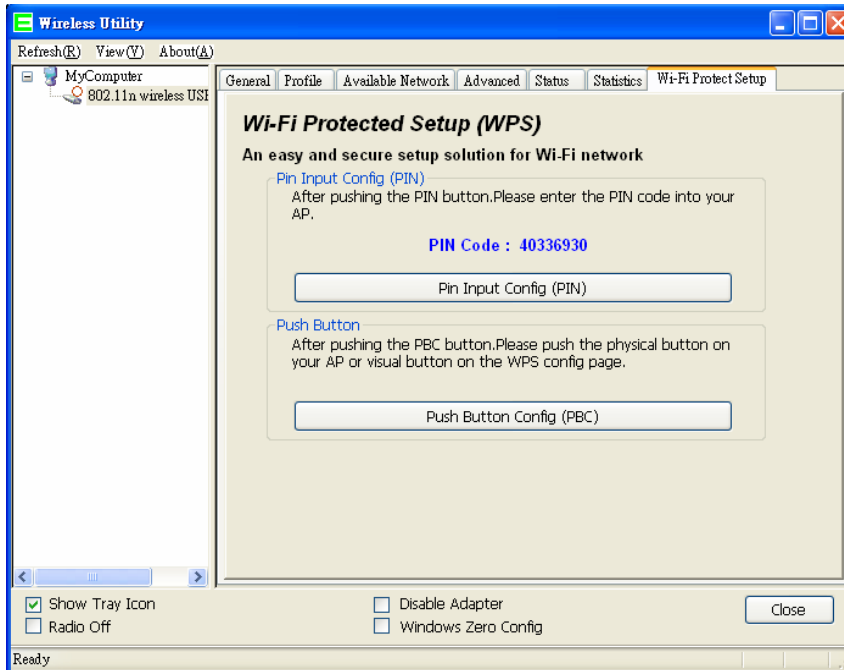 Wireless Utility
Refresh(R) View(V) About(A)
MyComputer
802.11n wireless USB
General Profile Available Network Advanced Status Statistics Wi-Fi Protect Setup
Wi-Fi Protected Setup (WPS)
An easy and secure setup solution for Wi-Fi network
Pin Input Config (PIN)
After pushing the PIN button.Please enter the PIN code into your
AP.
PIN Code : 40336930
Pin Input Config (PIN)
Push Button
After pushing the PBC button.Please push the physical button on
your AP or visual button on the WPS config page.
Push Button Config (PBC)
Show Tray Icon
Disable Adapter
Radio Off
Windows Zero Config
Close
Ready